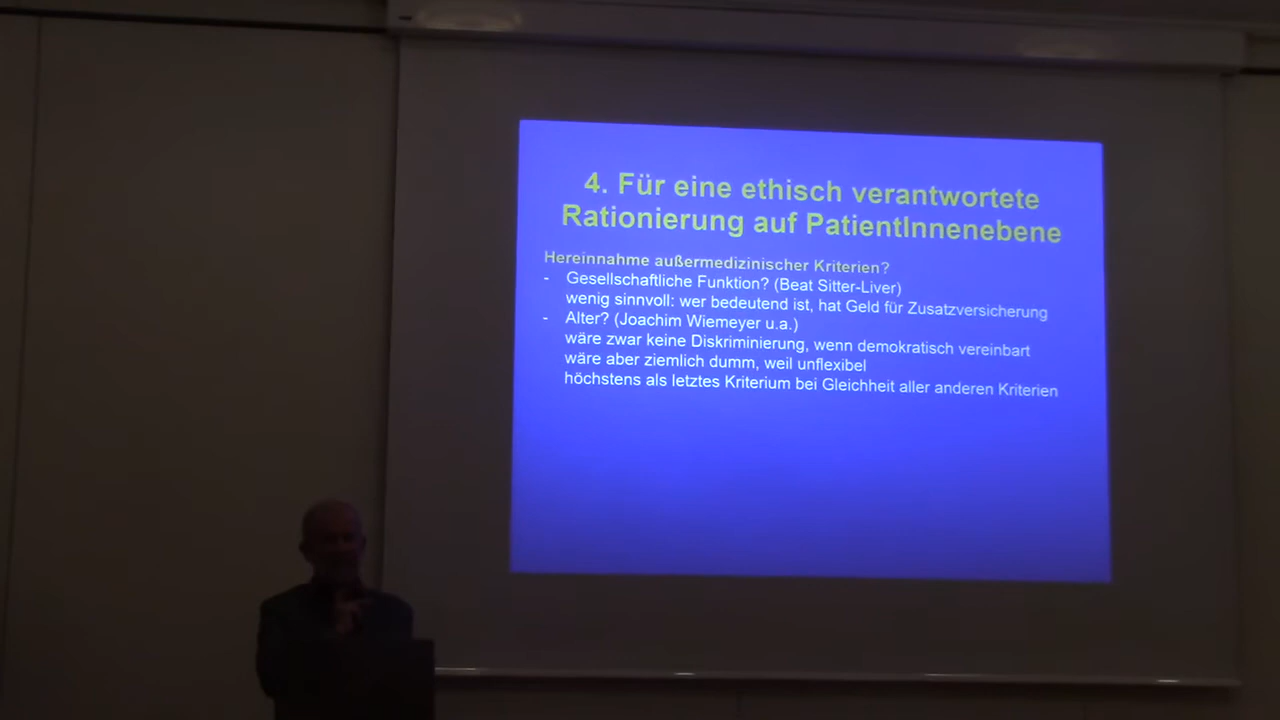 4. Für eine ethisch verantwortete
Rationierung auf PatientInnenebene
Hereinnahme außermedizinischer Kriterien?
- Gesellschaftliche Funktion? (Beat Sitter-Liver)
wenig sinnvoll: wer bedeutend ist, hat Geld für Zusatzversicherung
- Alter? (Joachim Wiemeyer u.a.)
wäre zwar keine Diskriminierung, wenn demokratisch vereinbart
wäre aber ziemlich dumm, weil unflexibel
höchstens als letztes Kriterium bei Gleichheit aller anderen Kriterien